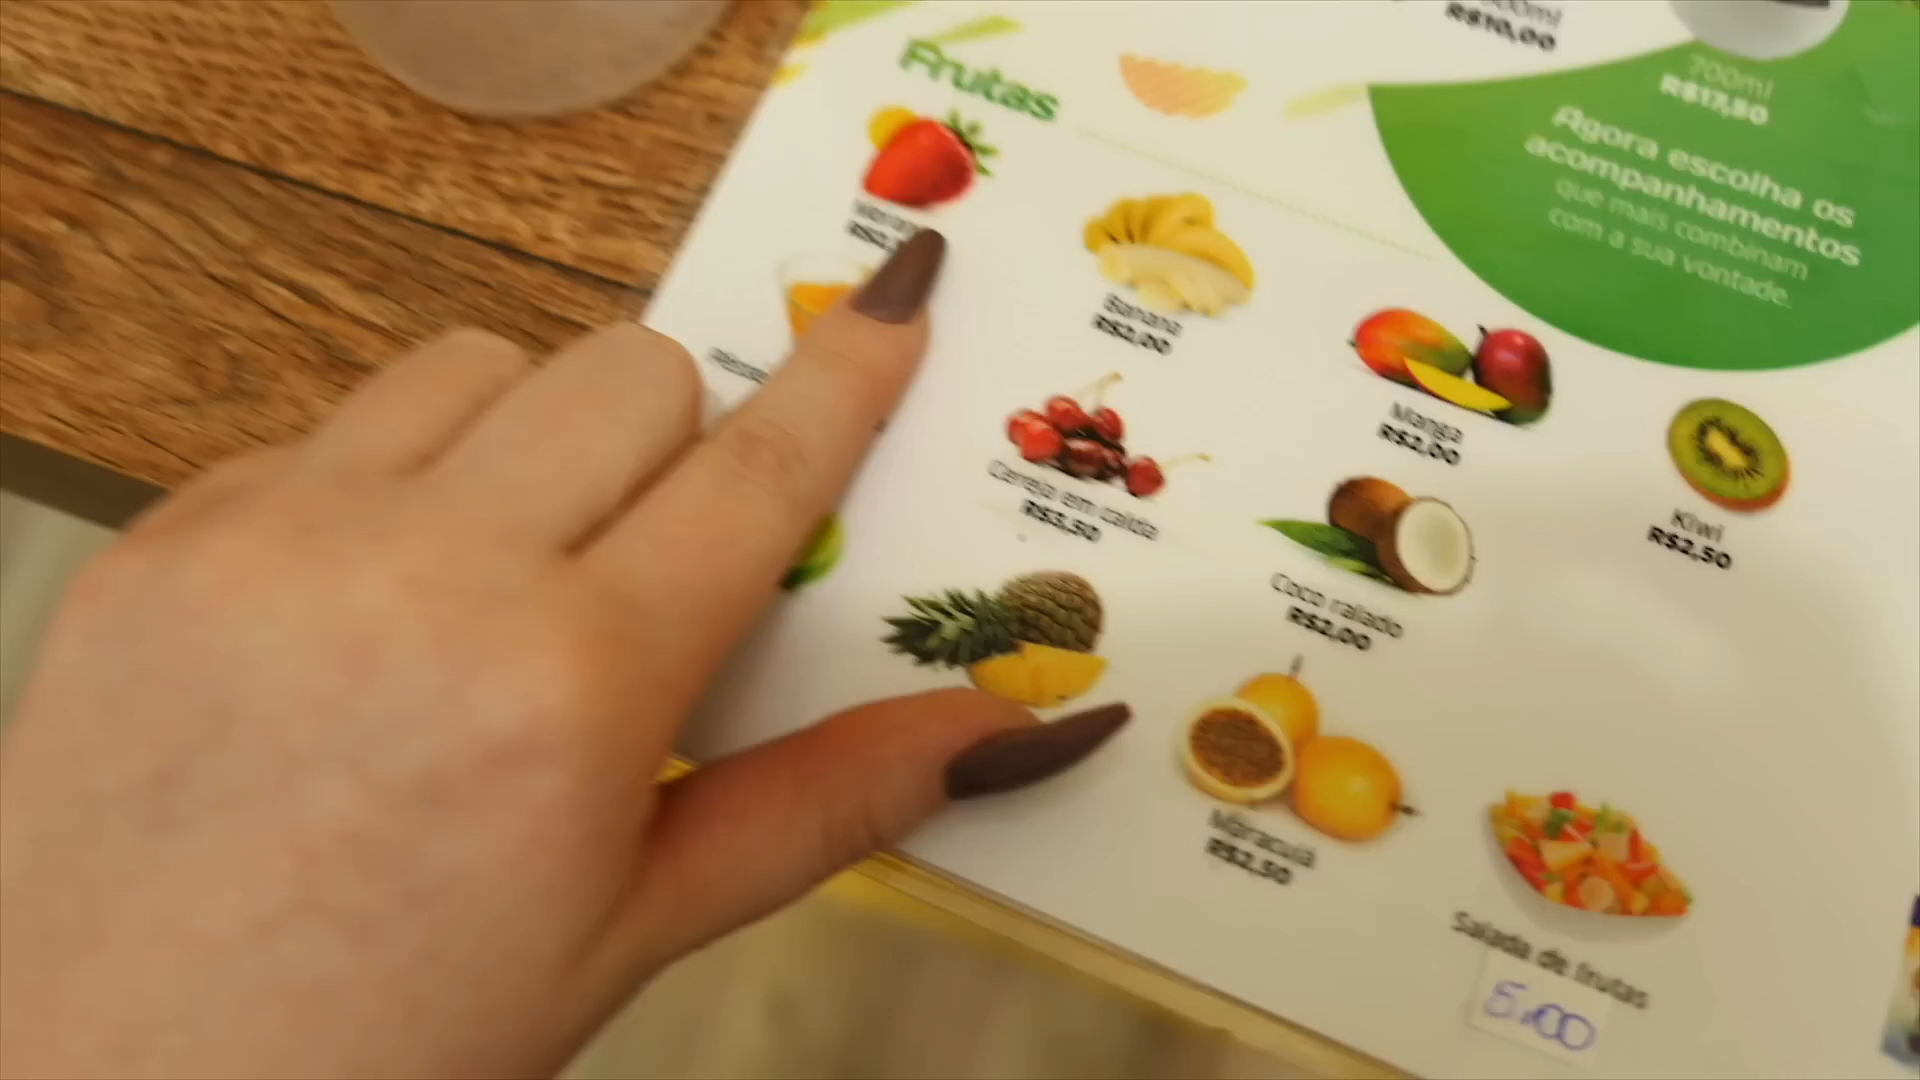 R$10,00
700ml
R$17,50
Agora escolha os
acompanhamentos
que mais combinam
com a sua vontade.
Frutas
Banana
R$2,00
Manga
R$2,00
Kiwi
R$2,50
Cereja em calda
R$3,50
Coco ralado
R$2,00
Maracujá
R$2,50
Salada de frutas
5,00